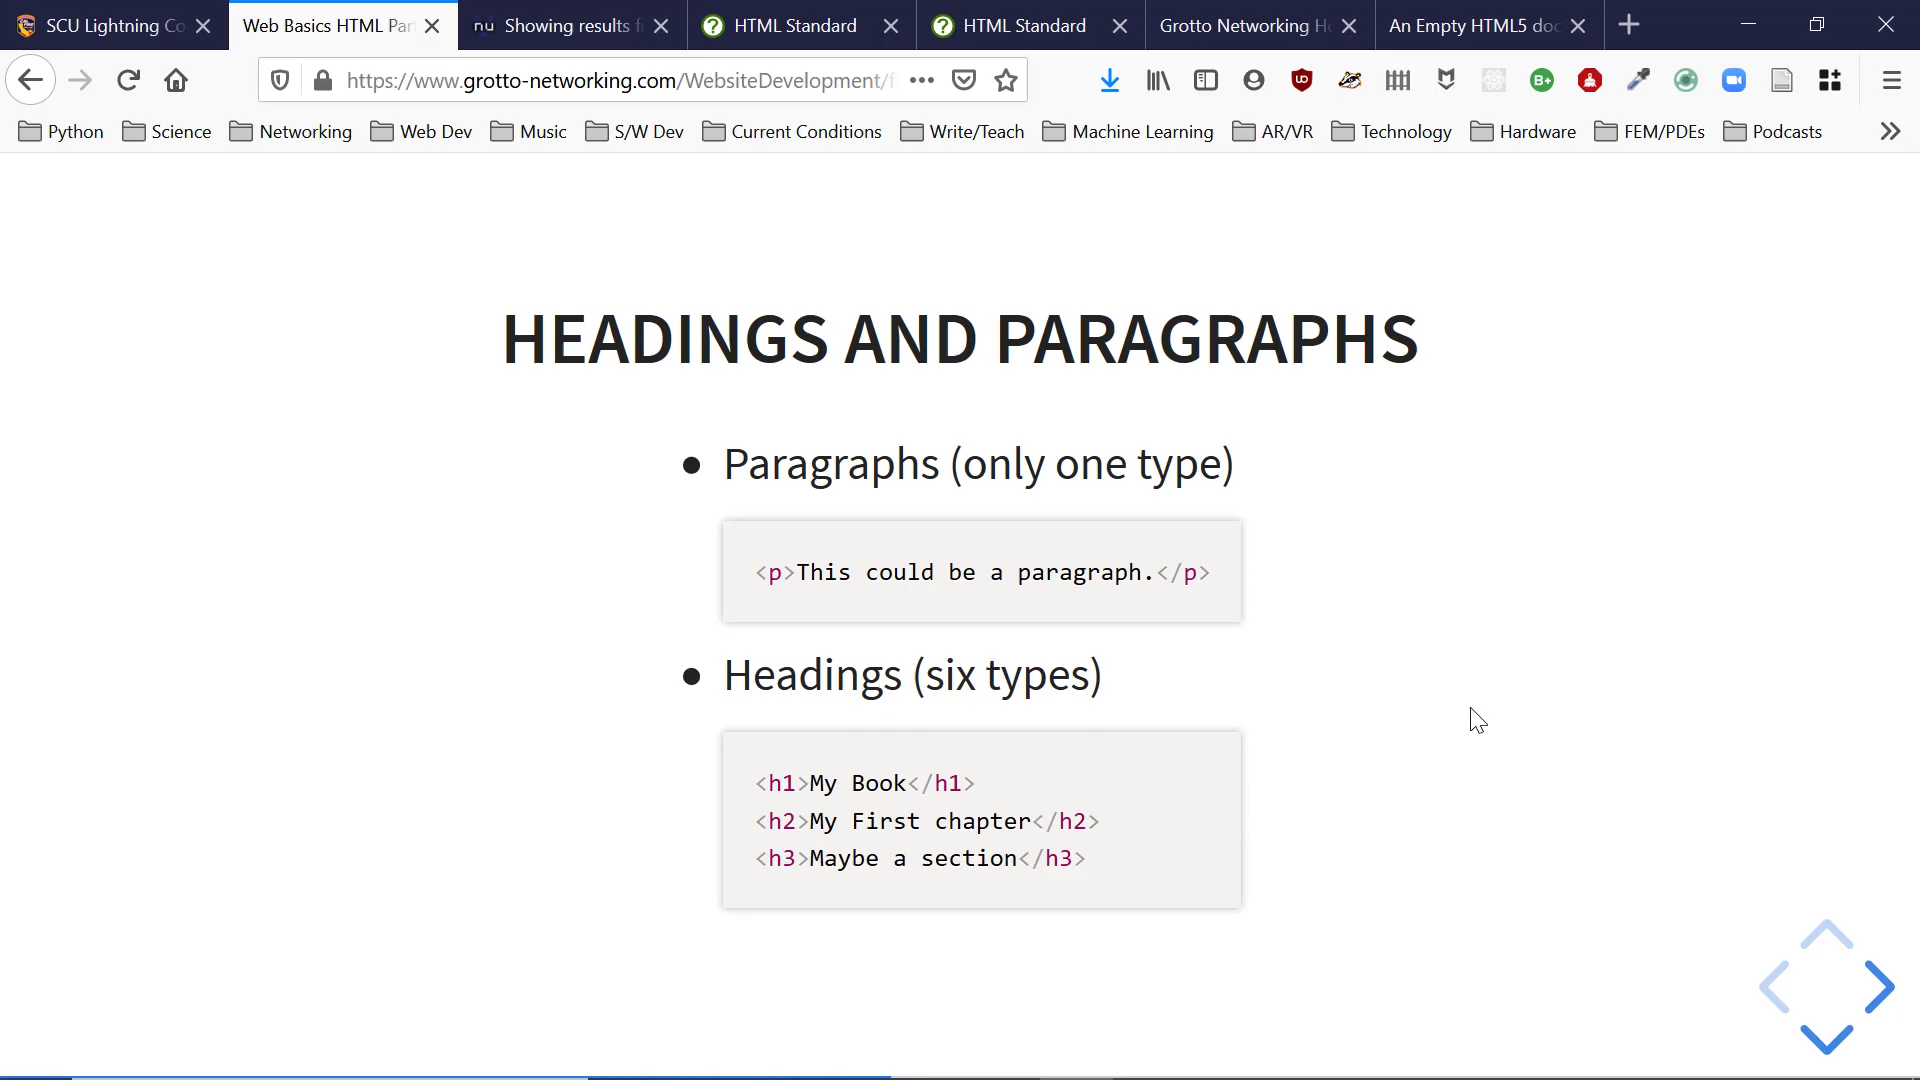 SCU Lightning Co
Web Basics HTML Par
nu Showing results f
HTML Standard
HTML Standard
Grotto Networking H
An Empty HTML5 doc
https://www.grotto-networking.com/WebsiteDevelopment/f
Python
Science
Networking
Web Dev
Music
S/W Dev
Current Conditions
Write/Teach
Machine Learning
AR/VR
Technology
Hardware
FEM/PDEs
Podcasts
HEADINGS AND PARAGRAPHS
Paragraphs (only one type)
<p>This could be a paragraph.</p>
Headings (six types)
<h1>My Book</h1>
<h2>My First chapter</h2>
<h3>Maybe a section</h3>